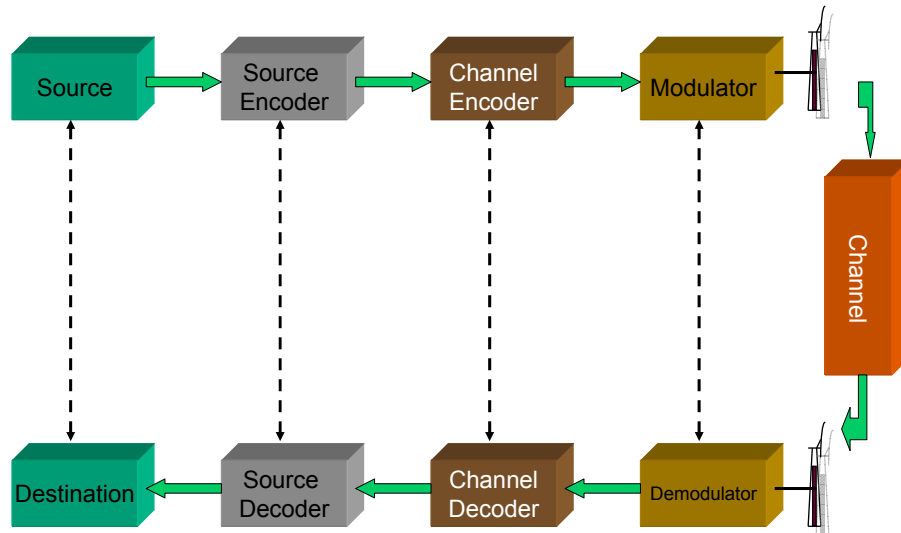 Source
Source
Encoder
Channel
Encoder
Modulator
Channel
Destination
Source
Decoder
Channel
Decoder
Demodulator